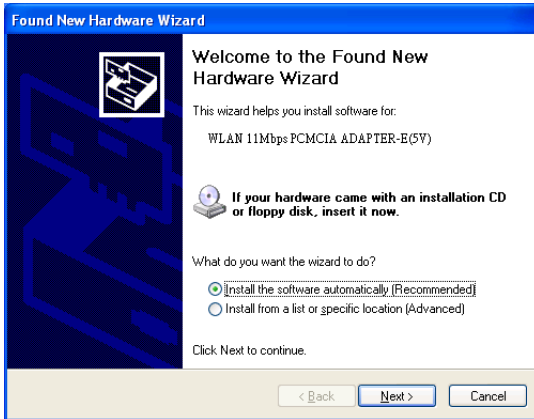 Found New Hardware Wizard
Welcome to the Found New
Hardware Wizard
This wizard helps you install software for:
WLAN 11Mbps PCMCIA ADAPTER-E(5V)
If your hardware came with an installation CD
or floppy disk, insert it now.
What do you want the wizard to do?
Install the software automatically (Recommended)
Install from a list or specific location (Advanced)
Click Next to continue.
< Back
Next >
Cancel